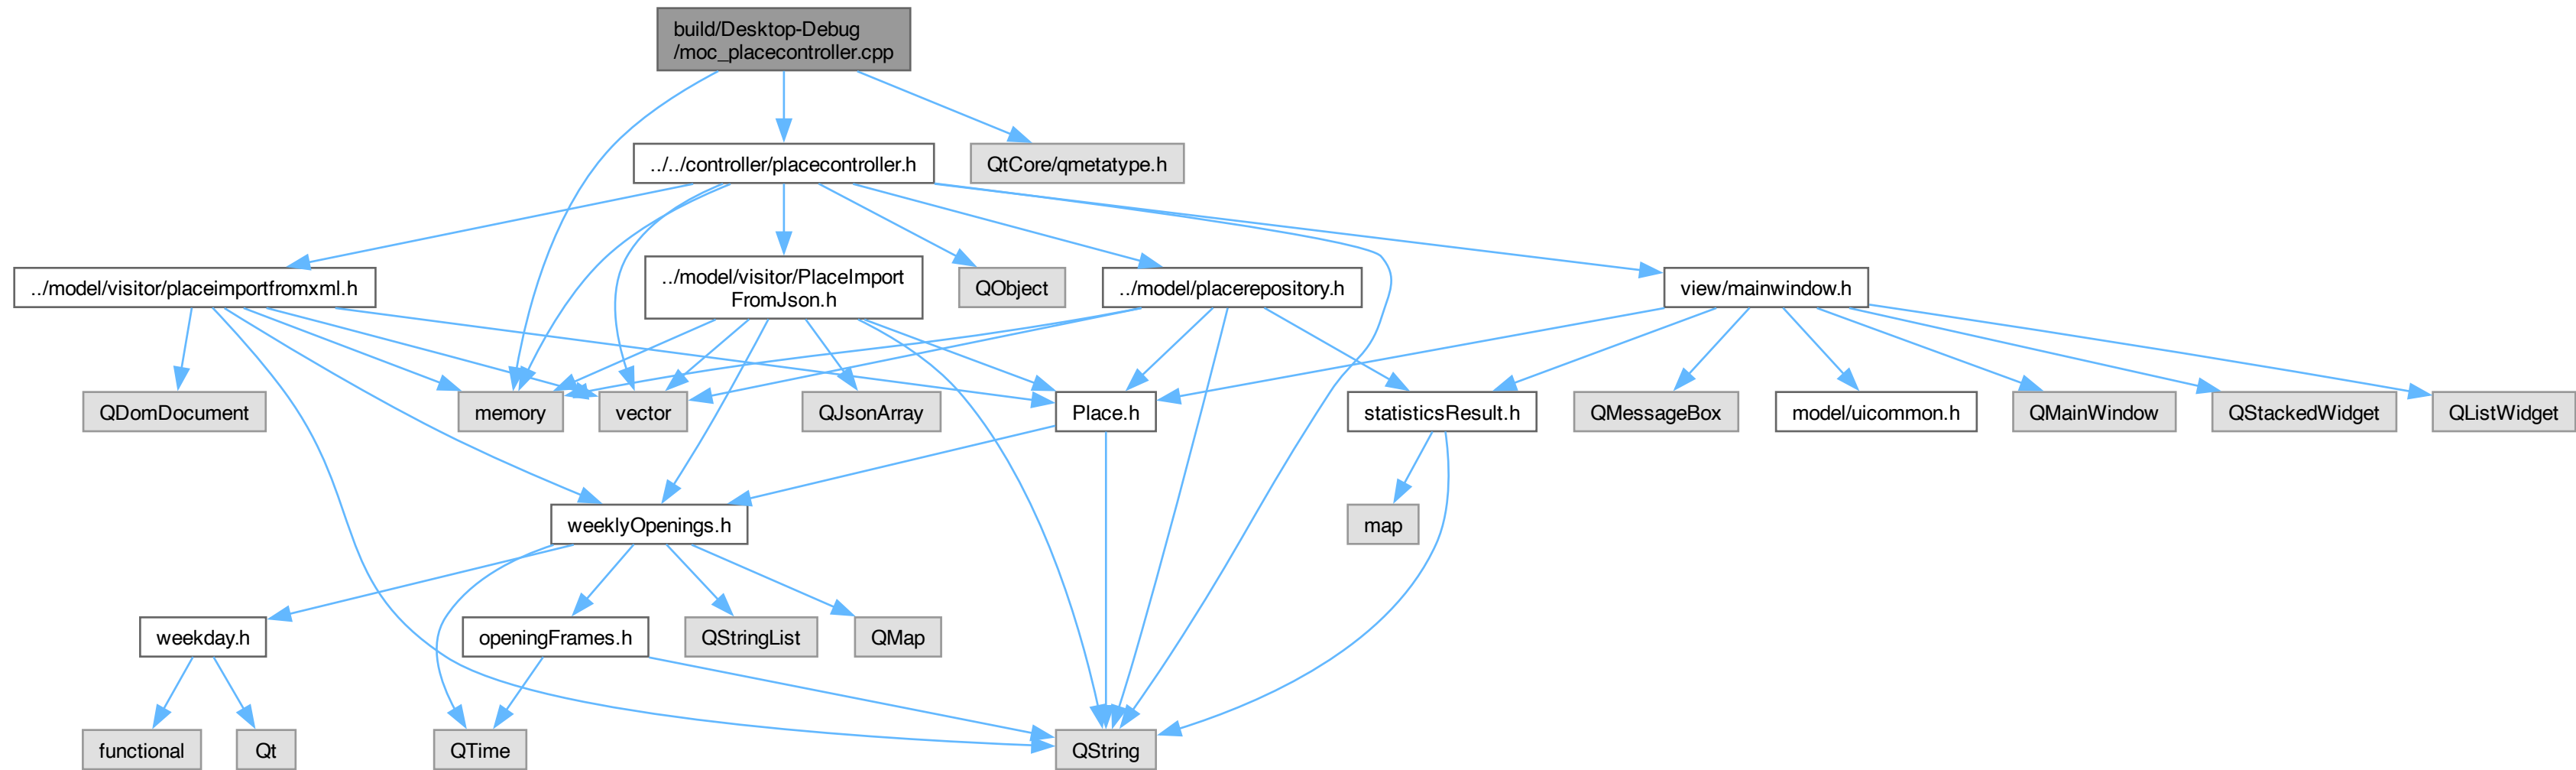 build/Desktop-Debug
/moc_placecontroller.cpp
../../controller/placecontroller.h
QtCore/qmetatype.h
../model/visitor/placeimportfromxml.h
../model/visitor/PlaceImport
FromJson.h
QObject
../model/placerepository.h
view/mainwindow.h
QDomDocument
memory
vector
QJsonArray
Place.h
statisticsResult.h
QMessageBox
model/uicommon.h
QMainWindow
QStackedWidget
QListWidget
weeklyOpenings.h
map
weekday.h
openingFrames.h
QStringList
QMap
functional
Qt
QTime
QString